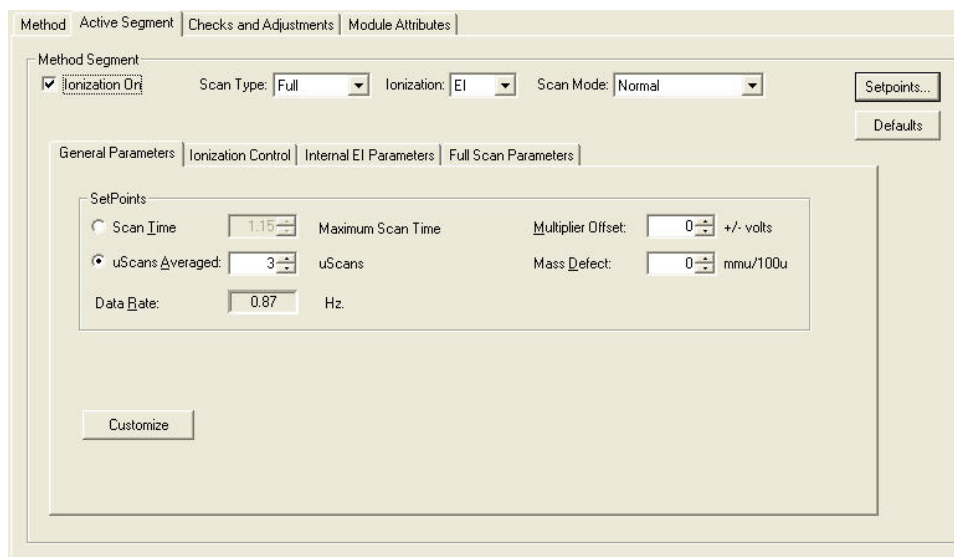 Method Active Segment Checks and Adjustments Module Attributes
Method Segment
Ionization On Scan Type: Full Ionization: EI Scan Mode: Normal Setpoints...
Defaults
General Parameters Ionization Control Internal EI Parameters Full Scan Parameters
SetPoints
Scan Time 1.15 Maximum Scan Time Multiplier Offset: 0 +/- volts
uScans Averaged: 3 uScans Mass Defect: 0 mmu/100u
Data Rate: 0.87 Hz.
Customize